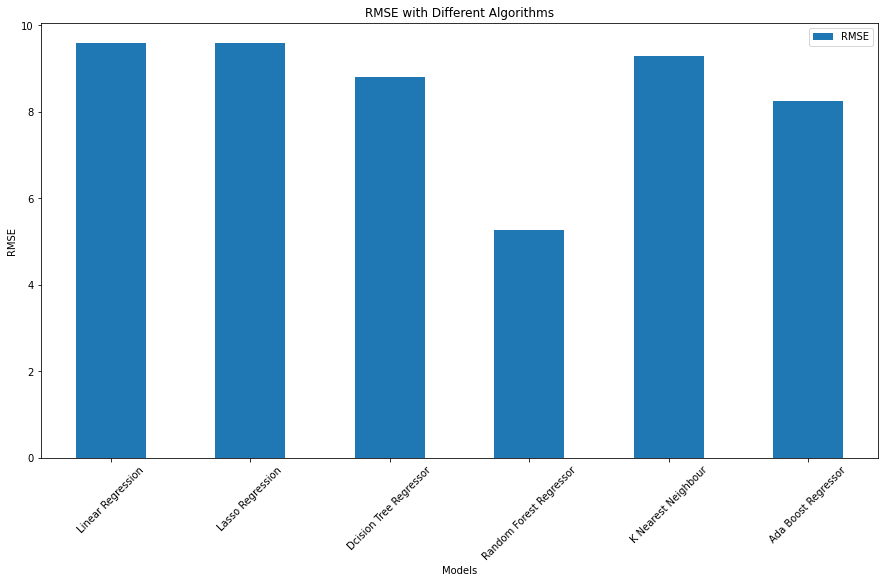 RMSE with Different Algorithms
RMSE
10
8
6
4
2
0
RMSE
Linear Regression
Lasso Regression
Dcision Tree Regressor
Random Forest Regressor
K Nearest Neighbour
Ada Boost Regressor
Models